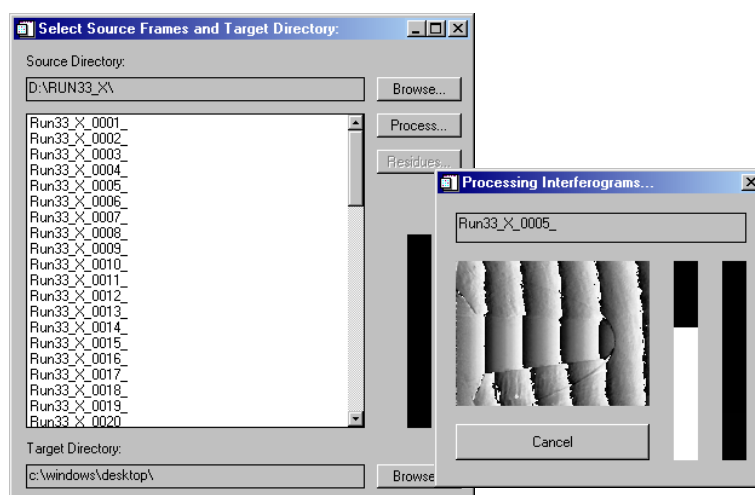 Select Source Frames and Target Directory:
Source Directory:
D:\RUN33_X\
Browse...
Run33_X_0001_
Run33_X_0002_
Run33_X_0003_
Run33_X_0004_
Run33_X_0005_
Run33_X_0006_
Run33_X_0007_
Run33_X_0008_
Run33_X_0009_
Run33_X_0010_
Run33_X_0011_
Run33_X_0012_
Run33_X_0013_
Run33_X_0014_
Run33_X_0015_
Run33_X_0016_
Run33_X_0017_
Run33_X_0018_
Run33_X_0019_
Run33_X_0020_
Process...
Residues...
Target Directory:
c:\windows\desktop\
Browse
Processing Interferograms...
Run33_X_0005_
Cancel